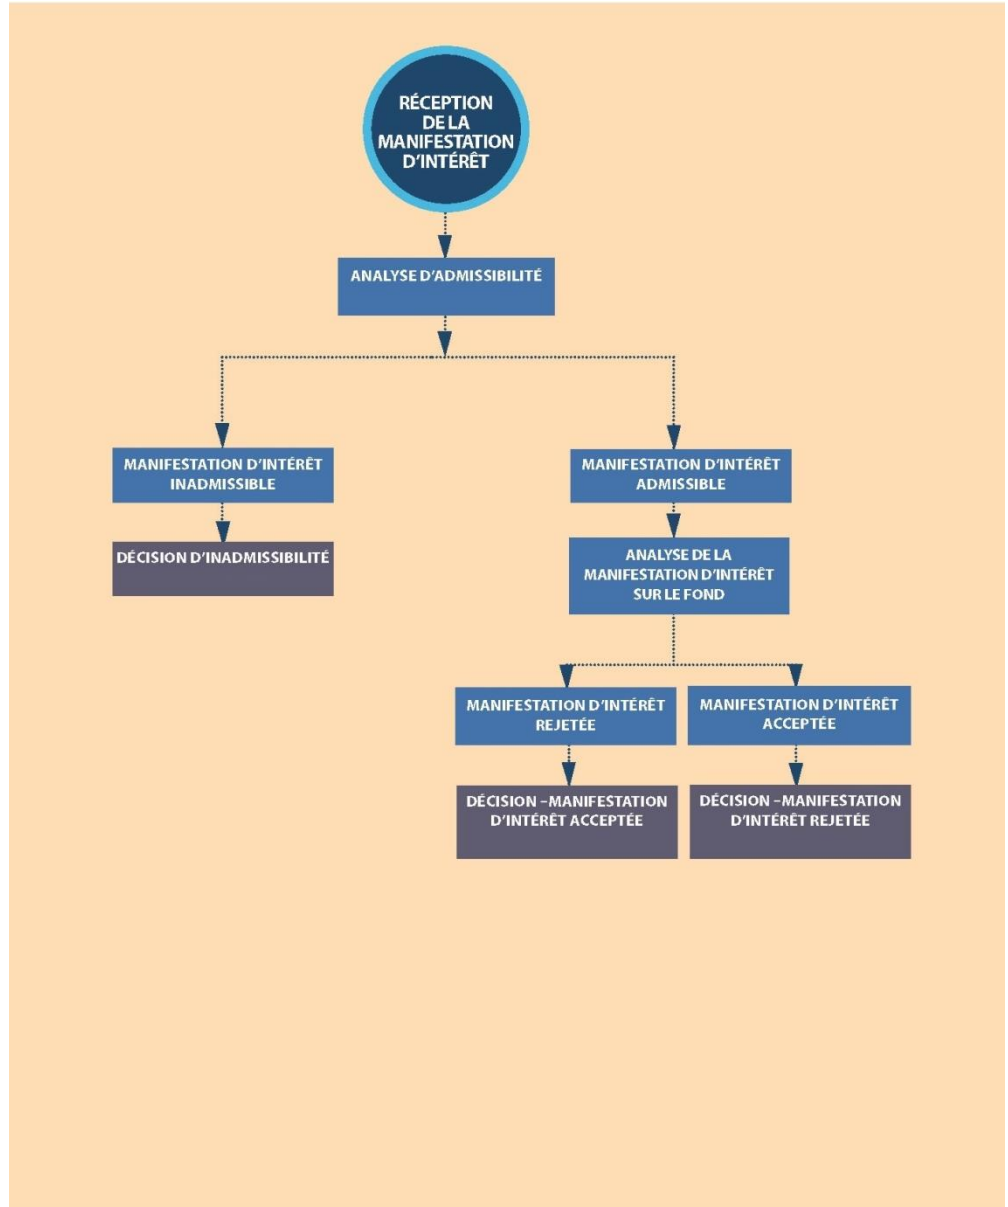 RÉCEPTION
DE LA
MANIFESTATION
D'INTÉRÊT
ANALYSE D'ADMISSIBILITÉ
MANIFESTATION D'INTÉRÊT
INADMISSIBLE
DÉCISION D'INADMISSIBILITÉ
MANIFESTATION D'INTÉRÊT
ADMISSIBLE
ANALYSE DE LA
MANIFESTATION D'INTÉRÊT
SUR LE FOND
MANIFESTATION D'INTÉRÊT
REJETÉE
MANIFESTATION D'INTÉRÊT
ACCEPTÉE
DÉCISION –MANIFESTATION
D'INTÉRÊT ACCEPTÉE
DÉCISION –MANIFESTATION
D'INTÉRÊT REJETÉE